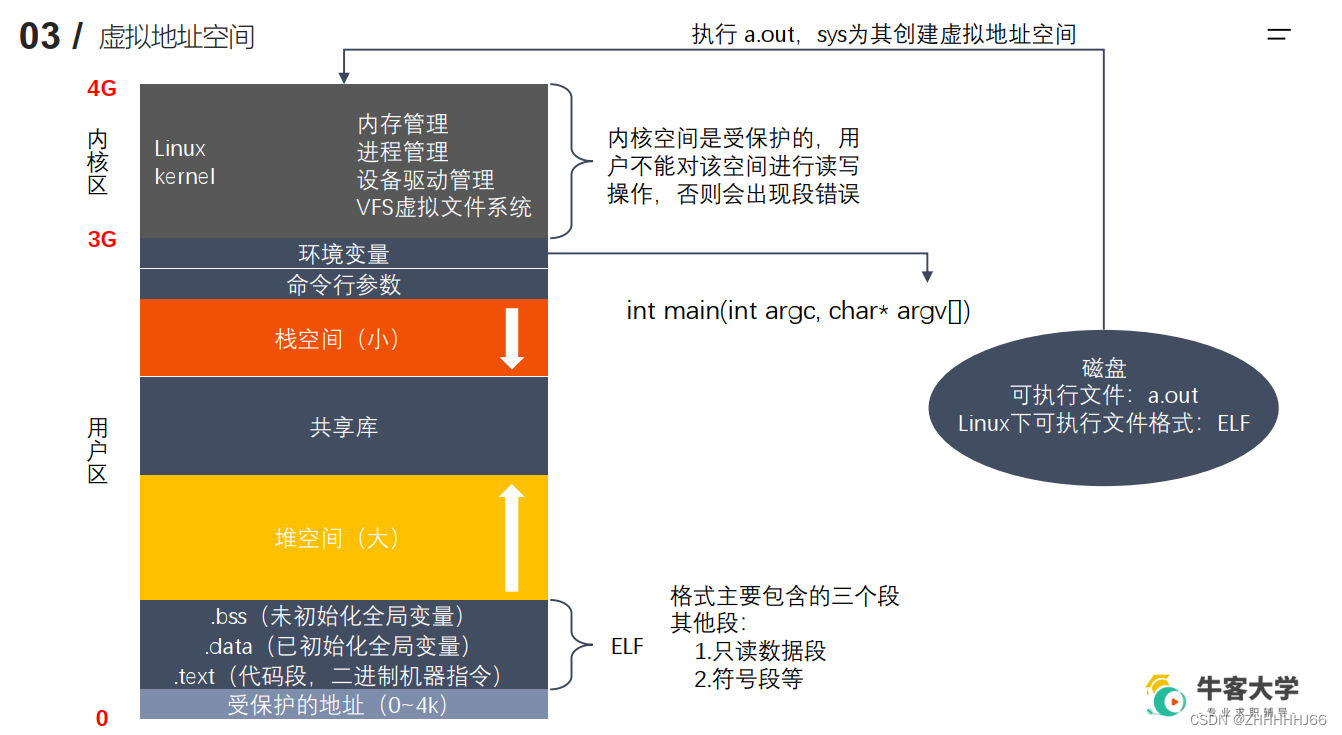 03 / 虚拟地址空间
执行 a.out，sys为其创建虚拟地址空间
4G
内核区
Linux
kernel
内存管理
进程管理
设备驱动管理
VFS虚拟文件系统
内核空间是受保护的，用
户不能对该空间进行读写
操作，否则会出现段错误
3G
环境变量
命令行参数
int main(int argc, char* argv[])
栈空间（小）
共享库
用户区
堆空间（大）
磁盘
可执行文件：a.out
Linux下可执行文件格式：ELF
.bss（未初始化全局变量）
.data（已初始化全局变量）
.text（代码段，二进制机器指令）
ELF
格式主要包含的三个段
其他段：
1.只读数据段
2.符号段等
受保护的地址（0~4k）
0
牛客大学
-专业求职辅导-
CSDN @ZHHHHHJ66